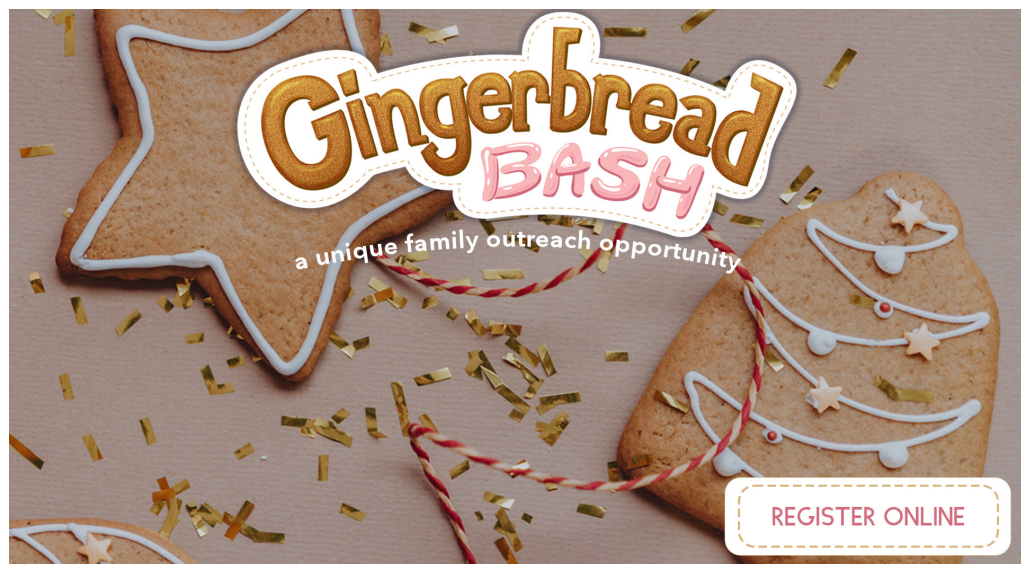 Gingerbread
BASH
a unique family outreach opportunity
REGISTER ONLINE